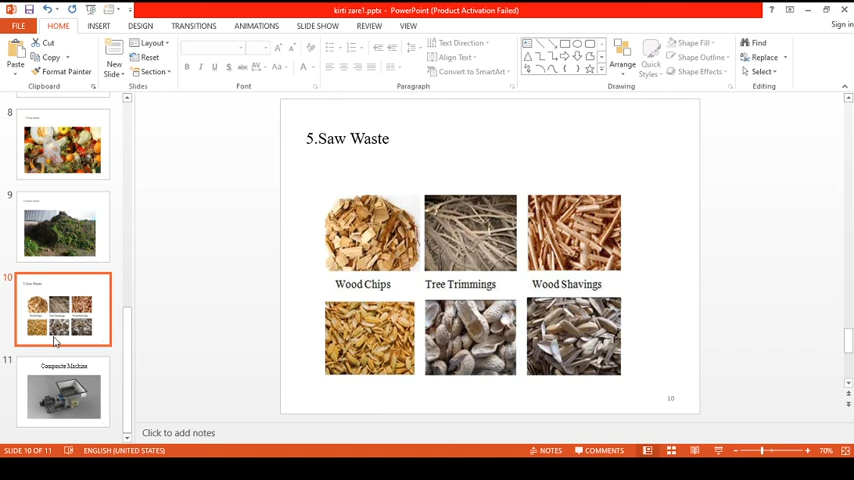 kirti zare1.pptx - PowerPoint (Product Activation Failed)
FILE HOME INSERT DESIGN TRANSITIONS ANIMATIONS SLIDE SHOW REVIEW VIEW Sign in
Paste
Cut
Copy
Format Painter
Clipboard
New
Slide
Layout
Reset
Section
Slides
Font
Text Direction
Align Text
Convert to SmartArt
Paragraph
Arrange
Quick
Styles
Shape Fill
Shape Outline
Shape Effects
Drawing
Find
Replace
Select
Editing
8
9
10
11
Composite Machine
5.Saw Waste
Wood Chips Tree Trimmings Wood Shavings
10
Click to add notes
SLIDE 10 OF 11 ENGLISH (UNITED STATES) NOTES COMMENTS 70%